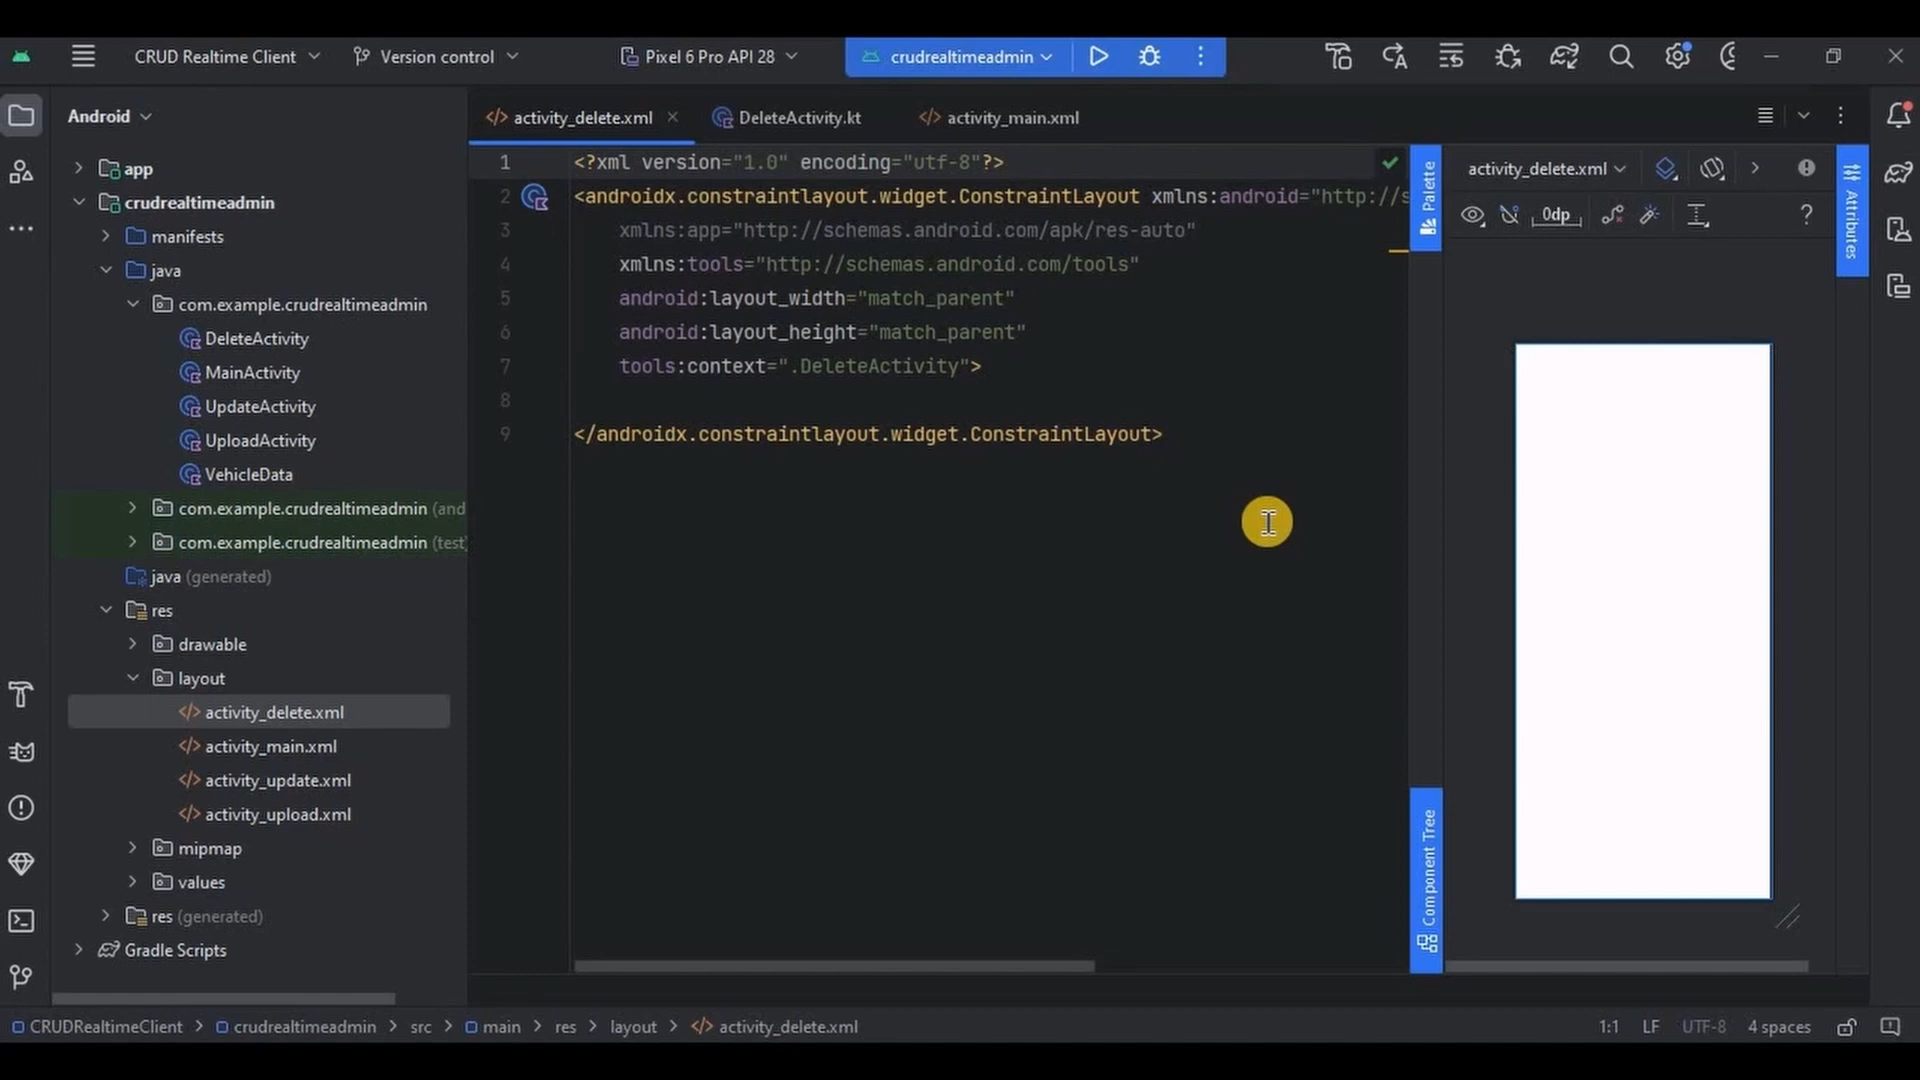 CRUD Realtime Client
Version control
Pixel 6 Pro API 28
crudrealtimeadmin
Android
app
crudrealtimeadmin
manifests
java
com.example.crudrealtimeadmin
DeleteActivity
MainActivity
UpdateActivity
UploadActivity
VehicleData
com.example.crudrealtimeadmin (and
com.example.crudrealtimeadmin (test)
java (generated)
res
drawable
layout
activity_delete.xml
activity_main.xml
activity_update.xml
activity_upload.xml
mipmap
values
res (generated)
Gradle Scripts
activity_delete.xml
DeleteActivity.kt
activity_main.xml
1 <?xml version="1.0" encoding="utf-8"?>
2 <androidx.constraintlayout.widget.ConstraintLayout xmlns:android="http://s
3 xmlns:app="http://schemas.android.com/apk/res-auto"
4 xmlns:tools="http://schemas.android.com/tools"
5 android:layout_width="match_parent"
6 android:layout_height="match_parent"
7 tools:context=".DeleteActivity">
8
9 </androidx.constraintlayout.widget.ConstraintLayout>
Palette
Component Tree
activity_delete.xml
0dp
?
Attributes
CRUDRealtimeClient > crudrealtimeadmin > src > main > res > layout > activity_delete.xml
1:1 LF UTF-8 4 spaces